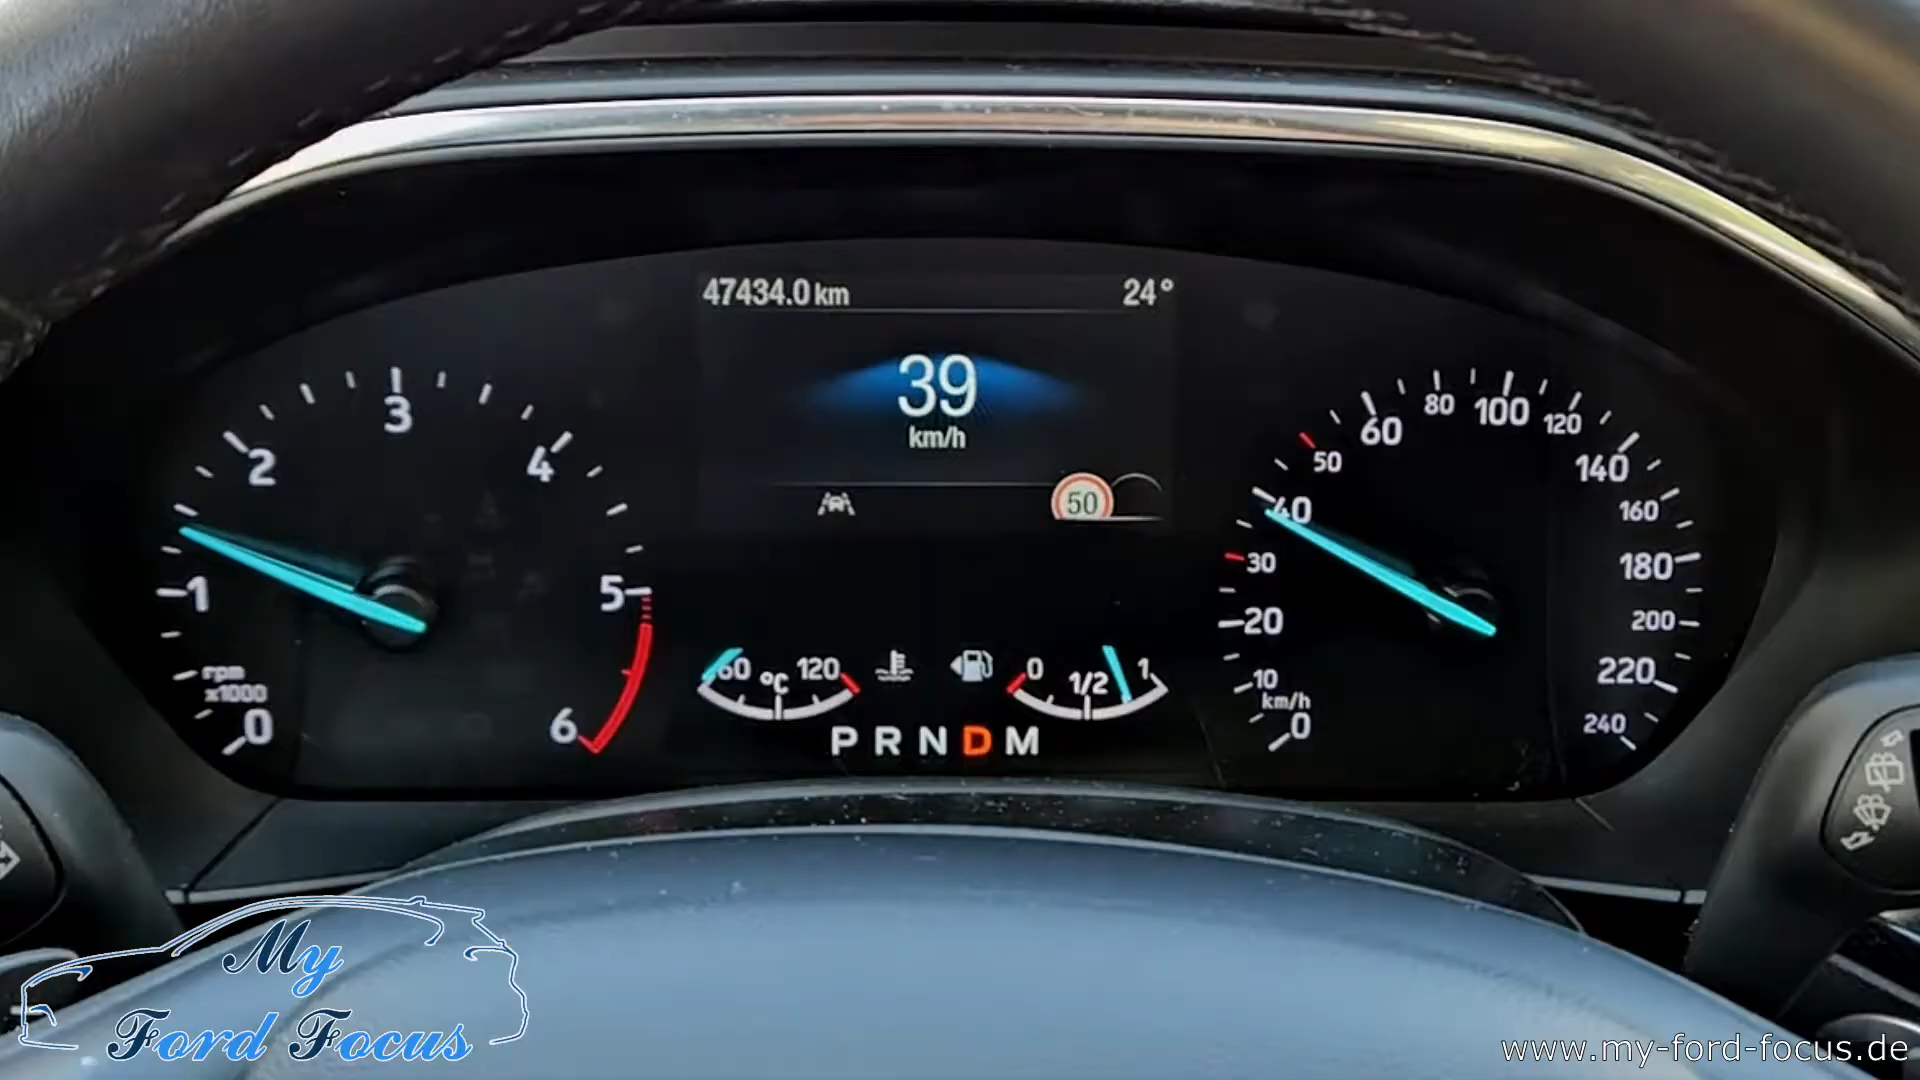 47434.0 km 24°
39
km/h
50
0 1 2 3 4 5 6
rpm
x1000
60 °C 120
0 1/2 1
P R N D M
0 10 20 30 40 50 60 80 100 120 140 160 180 200 220 240
km/h
My
Ford Focus
www.my-ford-focus.de